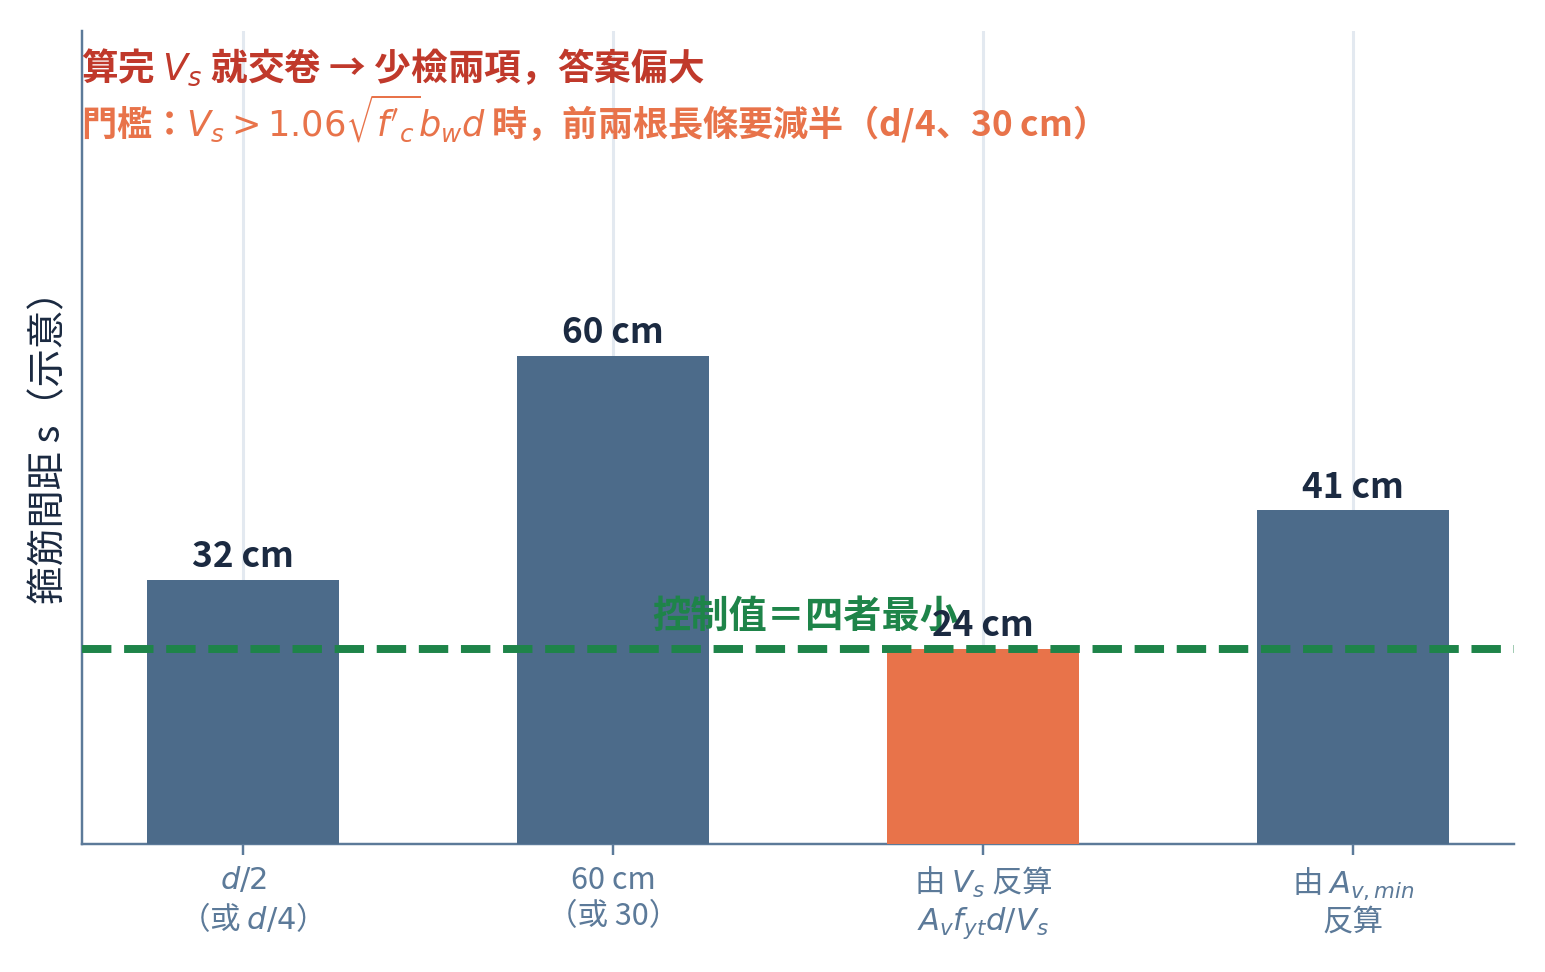 算完 Vₛ 就交卷 → 少檢兩項，答案偏大
門檻：Vₛ > 1.06√f′c bwd 時，前兩根長條要減半（d/4、30 cm）
箍筋間距 s（示意）
60 cm
41 cm
32 cm
控制值＝四者最小
24 cm
d/2
（或 d/4）
60 cm
（或 30）
由 Vₛ 反算
Avfytd/Vₛ
由 Av,min
反算